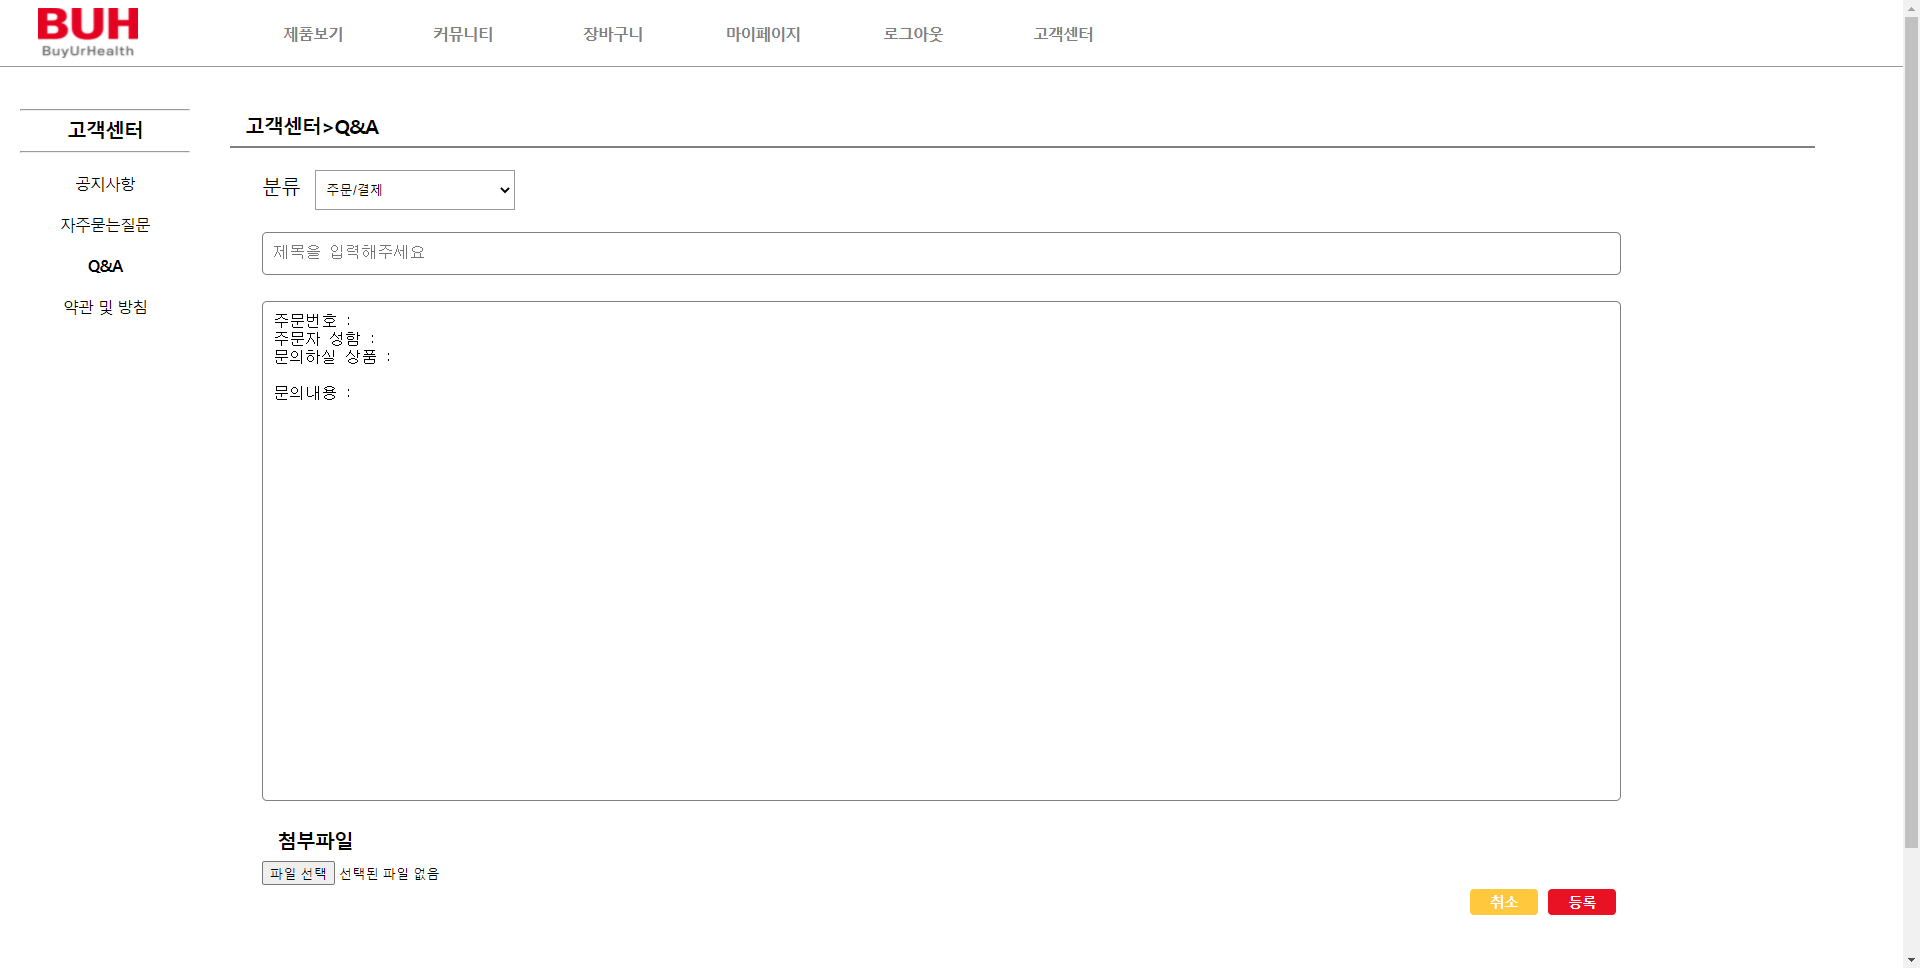 BUH
BuyUrHealth
제품보기 커뮤니티 장바구니 마이페이지 로그아웃 고객센터
고객센터
공지사항
자주묻는질문
Q&A
약관 및 방침
고객센터>Q&A
분류 주문/결제
제목을 입력해주세요
주문번호 :
주문자 성함 :
문의하실 상품 :
문의내용 :
첨부파일
파일 선택 선택된 파일 없음
취소 등록